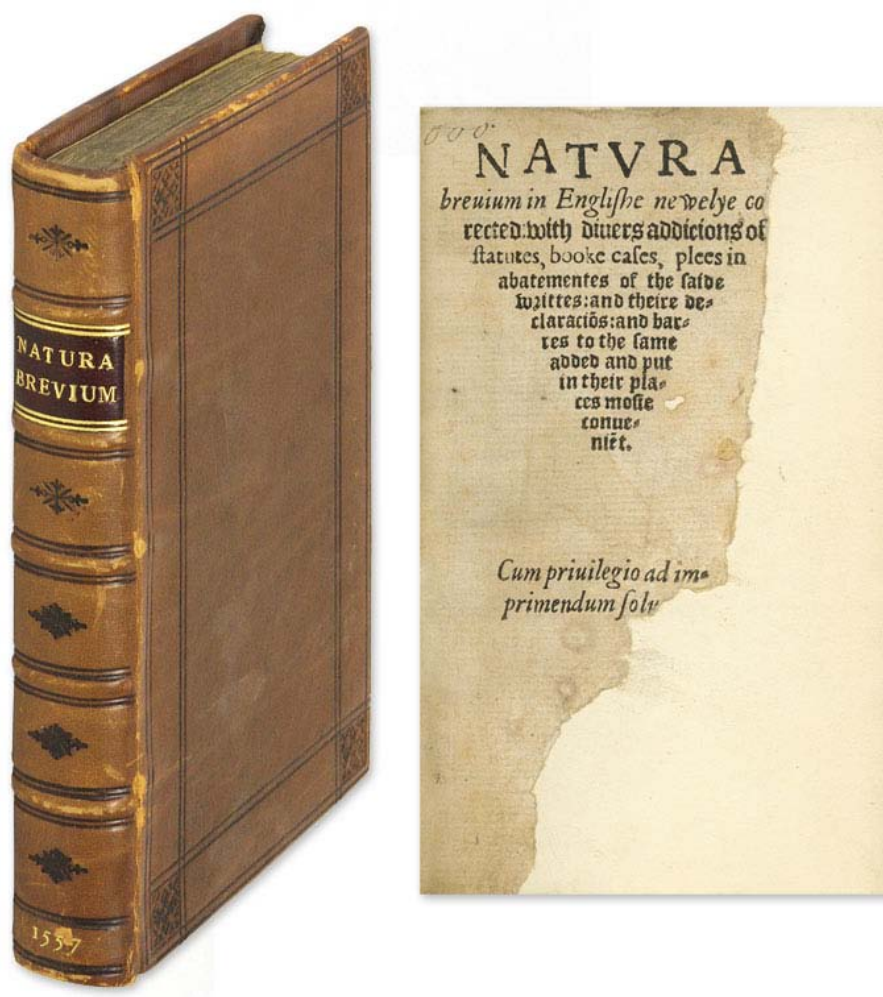 NATURA
BREVIUM
1557
NATVRA
breuium in Engliſhe newelye co
rected:with diuers addicions of
ſtatutes, booke caſes, plees in
abatementes of the ſaide
writtes:and theire de⸗
claraciõs:and bar⸗
res to the ſame
added and put
in their pla⸗
ces moſte
conue⸗
niẽt.
Cum priuilegio ad im⸗
primendum ſolu